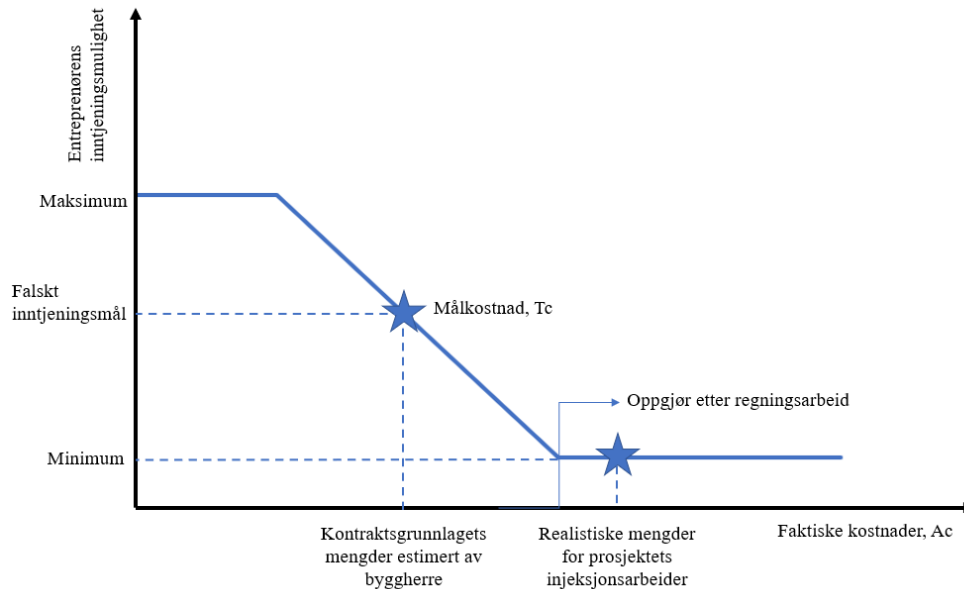 Entreprenørens
inntjeningsmulighet
Maksimum
Falskt
inntjeningsmål
Målkostnad, Tc
Oppgjør etter regningsarbeid
Minimum
Kontraktsgrunnlagets
mengder estimert av
byggherre
Realistiske mengder
for prosjektets
injeksjonsarbeider
Faktiske kostnader, Ac